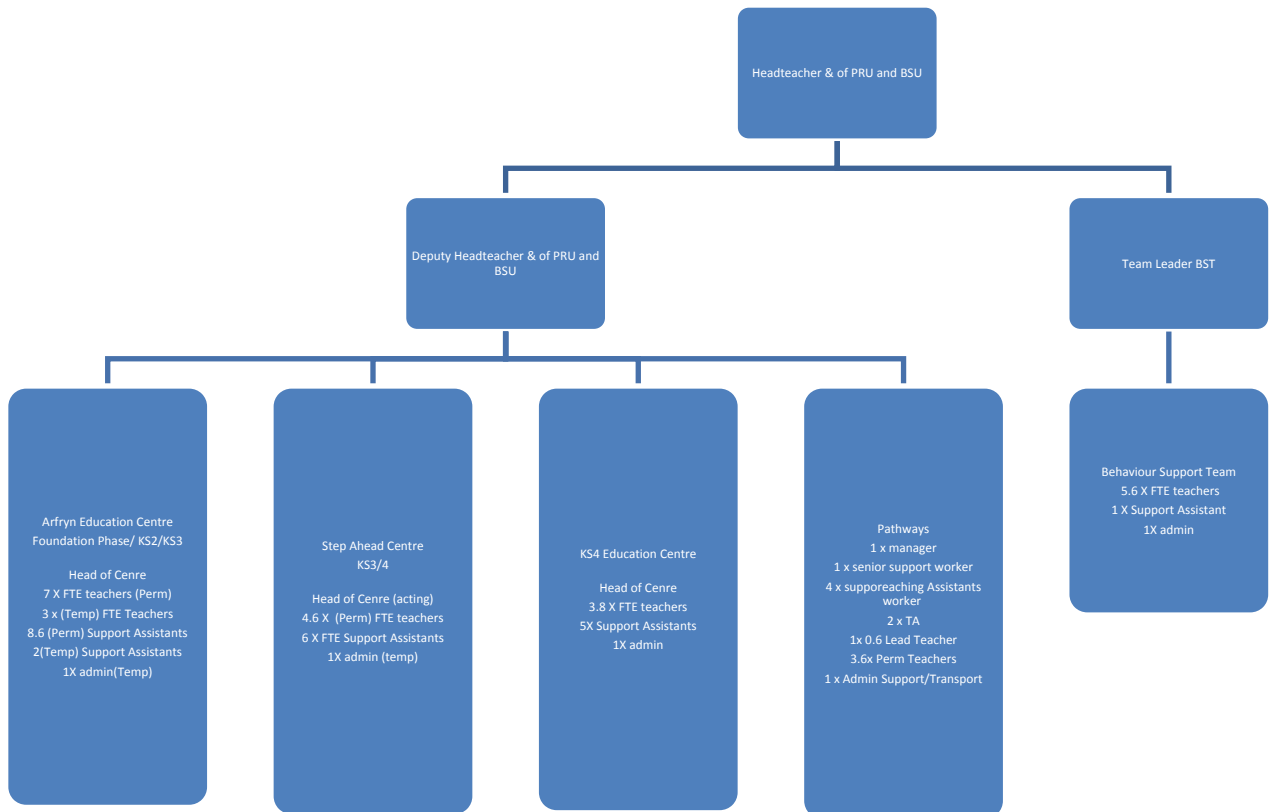 Headteacher & of PRU and BSU
Deputy Headteacher & of PRU and
BSU
Team Leader BST
Arfryn Education Centre
Foundation Phase/ KS2/KS3
Head of Cenre
7 X FTE teachers (Perm)
3 x (Temp) FTE Teachers
8.6 (Perm) Support Assistants
2(Temp) Support Assistants
1X admin(Temp)
Step Ahead Centre
KS3/4
Head of Cenre (acting)
4.6 X (Perm) FTE teachers
6 X FTE Support Assistants
1X admin (temp)
KS4 Education Centre
Head of Cenre
3.8 X FTE teachers
5X Support Assistants
1X admin
Pathways
1 x manager
1 x senior support worker
4 x supporeaching Assistants
worker
2 x TA
1x 0.6 Lead Teacher
3.6x Perm Teachers
1 x Admin Support/Transport
Behaviour Support Team
5.6 X FTE teachers
1 X Support Assistant
1X admin